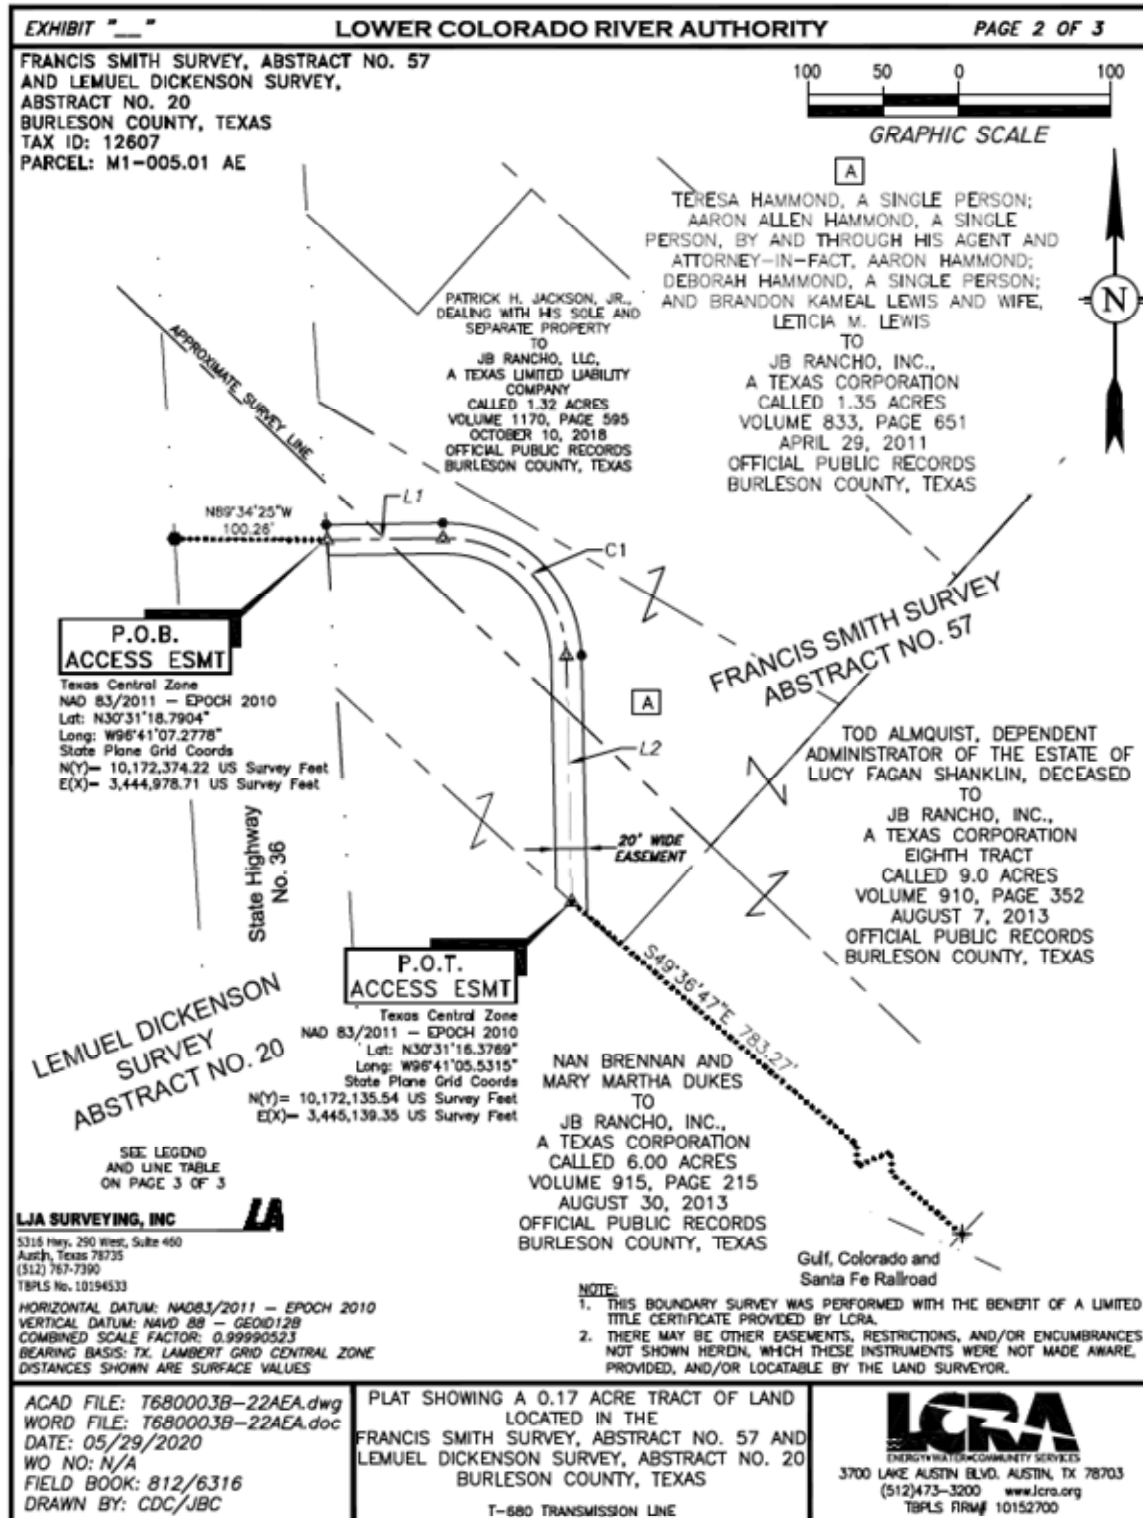 EXHIBIT "__"
LOWER COLORADO RIVER AUTHORITY
PAGE 2 OF 3
FRANCIS SMITH SURVEY, ABSTRACT NO. 57
AND LEMUEL DICKENSON SURVEY,
ABSTRACT NO. 20
BURLESON COUNTY, TEXAS
TAX ID: 12607
PARCEL: M1-005.01 AE
100 50 0 100
GRAPHIC SCALE
A
TERESA HAMMOND, A SINGLE PERSON;
AARON ALLEN HAMMOND, A SINGLE
PERSON, BY AND THROUGH HIS AGENT AND
ATTORNEY-IN-FACT, AARON HAMMOND;
DEBORAH HAMMOND, A SINGLE PERSON;
AND BRANDON KAMEAL LEWIS AND WIFE,
LETICIA M. LEWIS
TO
JB RANCHO, INC.,
A TEXAS CORPORATION
CALLED 1.35 ACRES
VOLUME 833, PAGE 651
APRIL 29, 2011
OFFICIAL PUBLIC RECORDS
BURLESON COUNTY, TEXAS
N
PATRICK H. JACKSON, JR.,
DEALING WITH HIS SOLE AND
SEPARATE PROPERTY
TO
JB RANCHO, LLC,
A TEXAS LIMITED LIABILITY
COMPANY
CALLED 1.32 ACRES
VOLUME 1170, PAGE 595
OCTOBER 10, 2018
OFFICIAL PUBLIC RECORDS
BURLESON COUNTY, TEXAS
APPROXIMATE SURVEY LINE
L1
N89°34'25"W
100.26'
C1
P.O.B.
ACCESS ESMT
Texas Central Zone
NAD 83/2011 - EPOCH 2010
Lat: N30°31'18.7904"
Long: W96°41'07.2778"
State Plane Grid Coords
N(Y)= 10,172,374.22 US Survey Feet
E(X)= 3,444,978.71 US Survey Feet
FRANCIS SMITH SURVEY
ABSTRACT NO. 57
A
L2
TOD ALMQUIST, DEPENDENT
ADMINISTRATOR OF THE ESTATE OF
LUCY FAGAN SHANKLIN, DECEASED
TO
JB RANCHO, INC.,
A TEXAS CORPORATION
EIGHTH TRACT
CALLED 9.0 ACRES
VOLUME 910, PAGE 352
AUGUST 7, 2013
OFFICIAL PUBLIC RECORDS
BURLESON COUNTY, TEXAS
20' WIDE
EASEMENT
State Highway
No. 36
P.O.T.
ACCESS ESMT
Texas Central Zone
NAD 83/2011 - EPOCH 2010
Lat: N30°31'16.3769"
Long: W96°41'05.5315"
State Plane Grid Coords
N(Y)= 10,172,135.54 US Survey Feet
E(X)= 3,445,139.35 US Survey Feet
S49°36'47"E 783.27'
LEMUEL DICKENSON
SURVEY
ABSTRACT NO. 20
NAN BRENNAN AND
MARY MARTHA DUKES
TO
JB RANCHO, INC.,
A TEXAS CORPORATION
CALLED 6.00 ACRES
VOLUME 915, PAGE 215
AUGUST 30, 2013
OFFICIAL PUBLIC RECORDS
BURLESON COUNTY, TEXAS
SEE LEGEND
AND LINE TABLE
ON PAGE 3 OF 3
Gulf, Colorado and
Santa Fe Railroad
LJA SURVEYING, INC
LJA
5316 Hwy. 290 West, Suite 460
Austin, Texas 78735
(512) 767-7390
TBPLS No. 10194533
HORIZONTAL DATUM: NAD83/2011 - EPOCH 2010
VERTICAL DATUM: NAVD 88 - GEOID12B
COMBINED SCALE FACTOR: 0.99990523
BEARING BASIS: TX. LAMBERT GRID CENTRAL ZONE
DISTANCES SHOWN ARE SURFACE VALUES
NOTE:
1. THIS BOUNDARY SURVEY WAS PERFORMED WITH THE BENEFIT OF A LIMITED
TITLE CERTIFICATE PROVIDED BY LCRA.
2. THERE MAY BE OTHER EASEMENTS, RESTRICTIONS, AND/OR ENCUMBRANCES
NOT SHOWN HEREIN, WHICH THESE INSTRUMENTS WERE NOT MADE AWARE,
PROVIDED, AND/OR LOCATABLE BY THE LAND SURVEYOR.
ACAD FILE: T680003B-22AEA.dwg
WORD FILE: T680003B-22AEA.doc
DATE: 05/29/2020
WO NO: N/A
FIELD BOOK: 812/6316
DRAWN BY: CDC/JBC
PLAT SHOWING A 0.17 ACRE TRACT OF LAND
LOCATED IN THE
FRANCIS SMITH SURVEY, ABSTRACT NO. 57 AND
LEMUEL DICKENSON SURVEY, ABSTRACT NO. 20
BURLESON COUNTY, TEXAS
T-680 TRANSMISSION LINE
LCRA
ENERGY•WATER•COMMUNITY SERVICES
3700 LAKE AUSTIN BLVD. AUSTIN, TX 78703
(512)473-3200 www.lcra.org
TBPLS FIRM# 10152700